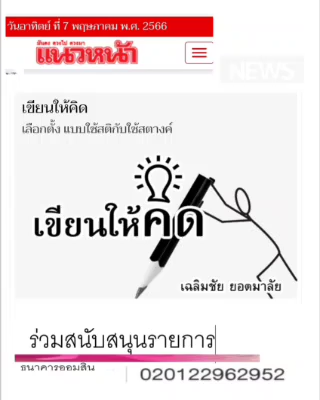 วันอาทิตย์ ที่ 7 พฤษภาคม พ.ศ. 2566
แนวหน้า
NEWS
เขียนให้คิด
เลือกตั้ง แบบใช้สติกับใช้สตางค์
เขียนให้คิด
เฉลิมชัย ยอดมาลัย
ร่วมสนับสนุนรายการ
ธนาคารออมสิน
020122962952